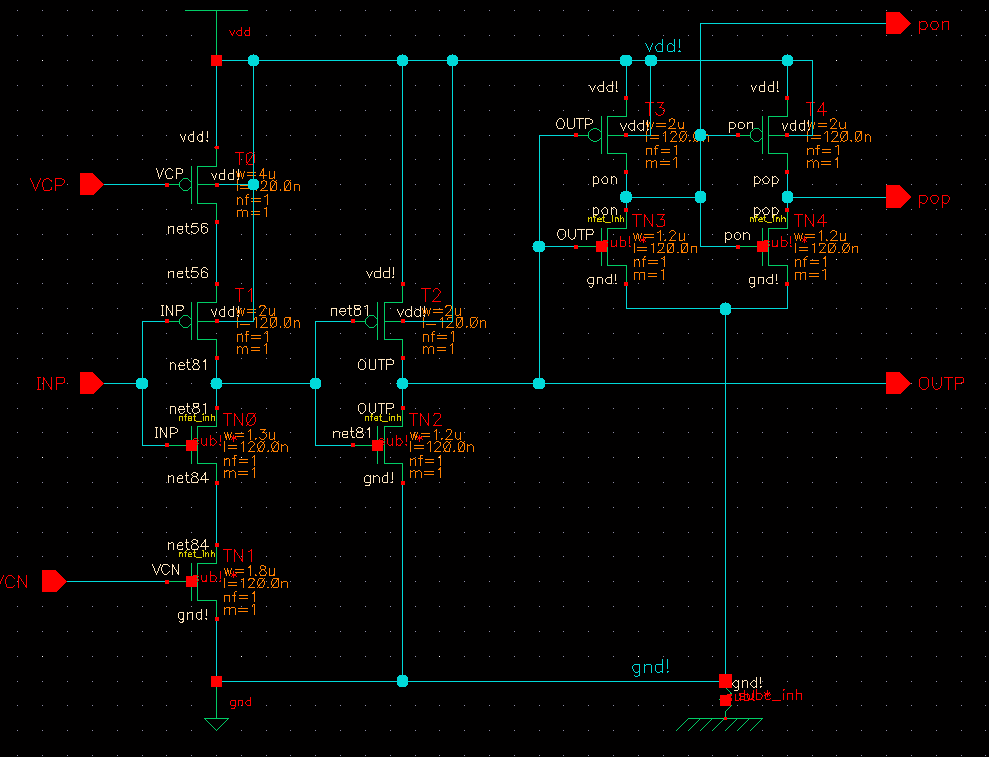 pon
vdd
vdd!
vdd!
vdd!
T3
T4
OUTP
vdd!
w=2u
l=120.0n
nf=1
m=1
pon
vdd!
w=2u
l=120.0n
nf=1
m=1
vdd!
T0
VCP
VCP
vdd!
w=4u
nf=1
m=1
pon
pop
pop
net56
pon
nfet_inh
TN3
pop
nfet_inh
TN4
OUTP
w=1.2u
l=120.0n
nf=1
m=1
pon
w=1.2u
l=120.0n
nf=1
m=1
net56
vdd!
gnd!
gnd!
T1
T2
INP
vdd!
w=2u
l=120.0n
nf=1
m=1
net81
vdd!
w=2u
l=120.0n
nf=1
m=1
net81
OUTP
INP
OUTP
net81
nfet_inh
TN0
OUTP
nfet_inh
TN2
INP
w=1.3u
l=120.0n
nf=1
m=1
net81
w=1.2u
l=120.0n
nf=1
m=1
net84
gnd!
net84
nfet_inh
TN1
VCN
VCN
w=1.8u
l=120.0n
nf=1
m=1
gnd!
gnd!
gnd!
gnd